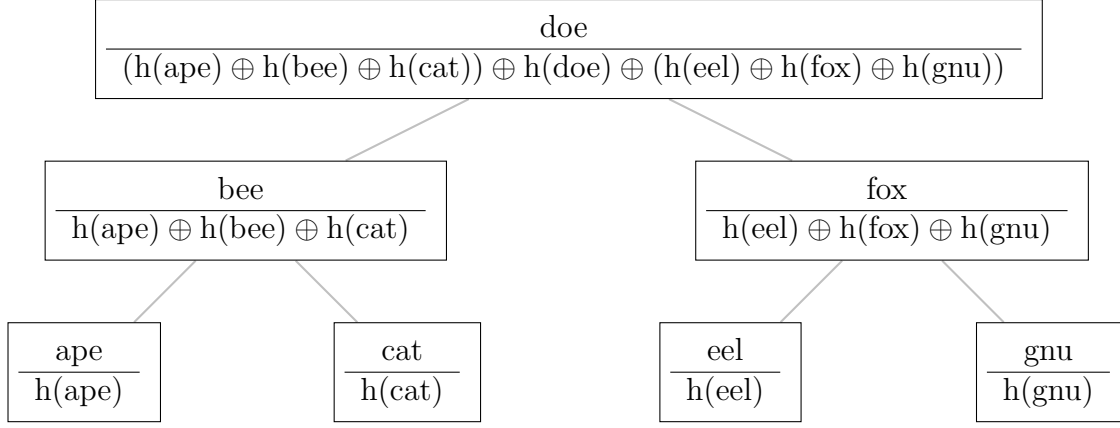 doe
(h(ape) ⊕ h(bee) ⊕ h(cat)) ⊕ h(doe) ⊕ (h(eel) ⊕ h(fox) ⊕ h(gnu))
bee
h(ape) ⊕ h(bee) ⊕ h(cat)
fox
h(eel) ⊕ h(fox) ⊕ h(gnu)
ape
h(ape)
cat
h(cat)
eel
h(eel)
gnu
h(gnu)